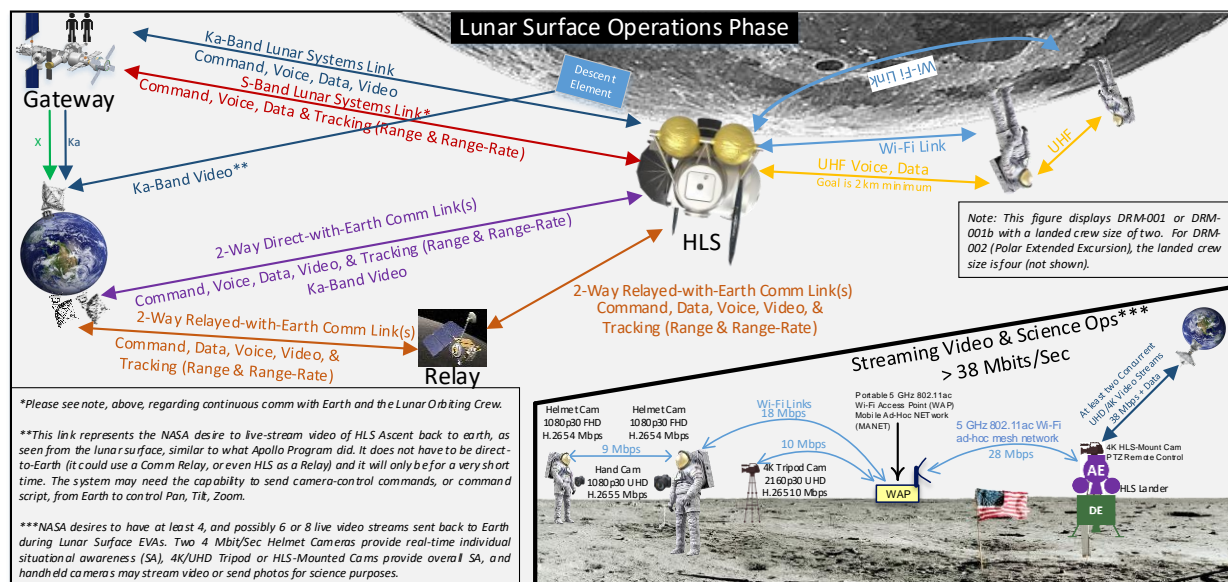 Lunar Surface Operations Phase
Gateway
Ka-Band Lunar Systems Link
Command, Voice, Data, Video
S-Band Lunar Systems Link*
Command, Voice, Data & Tracking (Range & Range-Rate)
Descent
Element
X
Ka
Ka-Band Video**
Wi-Fi Link
Wi-Fi Link
UHF Voice, Data
Goal is 2 km minimum
UHF
HLS
2-Way Direct-with-Earth Comm Link(s)
Command, Voice, Data, Video, & Tracking (Range & Range-Rate)
Ka-Band Video
Note: This figure displays DRM-001 or DRM-
001b with a landed crew size of two. For DRM-
002 (Polar Extended Excursion), the landed crew
size is four (not shown).
2-Way Relayed-with-Earth Comm Link(s)
Command, Data, Voice, Video, &
Tracking (Range & Range-Rate)
2-Way Relayed-with-Earth Comm Link(s)
Command, Data, Voice, Video, &
Tracking (Range & Range-Rate)
Relay
*Please see note, above, regarding continuous comm with Earth and the Lunar Orbiting Crew.
**This link represents the NASA desire to live-stream video of HLS Ascent back to earth, as
seen from the lunar surface, similar to what Apollo Program did. It does not have to be direct-
to-Earth (it could use a Comm Relay, or even HLS as a Relay) and it will only be for a very short
time. The system may need the capability to send camera-control commands, or command
script, from Earth to control Pan, Tilt, Zoom.
***NASA desires to have at least 4, and possibly 6 or 8 live video streams sent back to Earth
during Lunar Surface EVAs. Two 4 Mbit/Sec Helmet Cameras provide real-time individual
situational awareness (SA), 4K/UHD Tripod or HLS-Mounted Cams provide overall SA, and
handheld cameras may stream video or send photos for science purposes.
Streaming Video & Science Ops***
> 38 Mbits/Sec
At least two Concurrent
UHD/4K Video Streams
38 Mbps + Data
Helmet Cam
1080p30 FHD
H.265 4 Mbps
Helmet Cam
1080p30 FHD
H.265 4 Mbps
9 Mbps
Hand Cam
1080p30 UHD
H.265 5 Mbps
Wi-Fi Links
18 Mbps
10 Mbps
4K Tripod Cam
2160p30 UHD
H.265 10 Mbps
Portable 5 GHz 802.11ac
Wi-Fi Access Point (WAP)
Mobile Ad-Hoc NETwork
(MANET)
WAP
5 GHz 802.11ac Wi-Fi
ad-hoc mesh network
28 Mbps
4K HLS-Mount Cam
PTZ Remote Control
AE
HLS Lander
DE